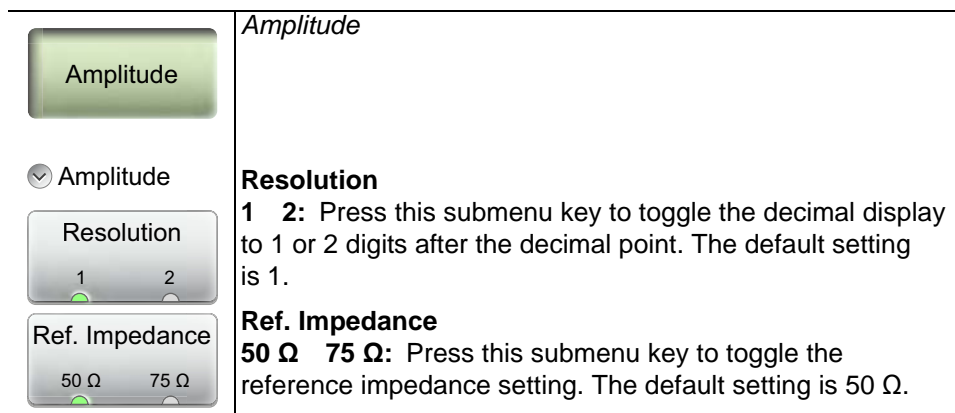 Amplitude
Amplitude
Amplitude
Resolution
1 2
Ref. Impedance
50 Ω 75 Ω
Resolution
1 2: Press this submenu key to toggle the decimal display
to 1 or 2 digits after the decimal point. The default setting
is 1.
Ref. Impedance
50 Ω 75 Ω: Press this submenu key to toggle the
reference impedance setting. The default setting is 50 Ω.